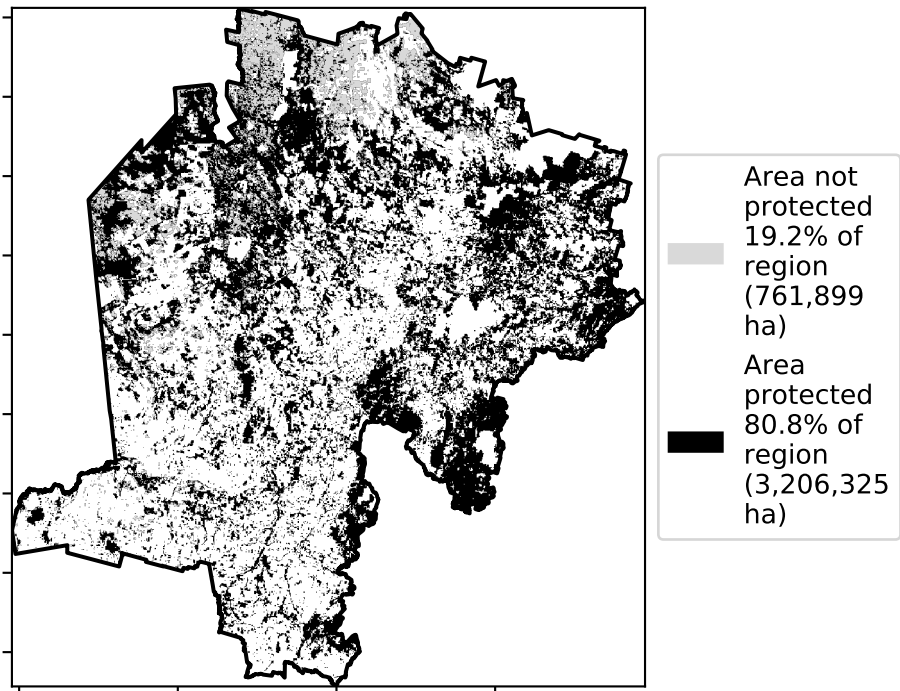 Area not
protected
19.2% of
region
(761,899
ha)
Area
protected
80.8% of
region
(3,206,325
ha)